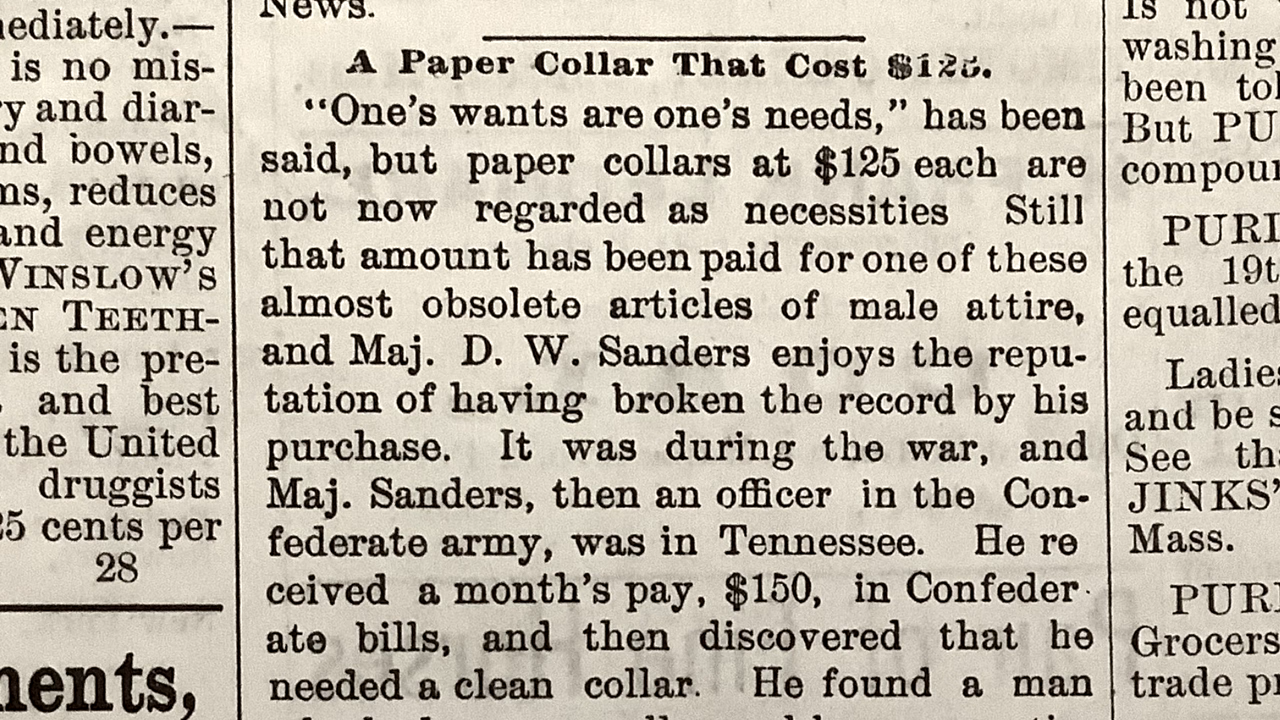 nediately.—
is no mis-
y and diar-
nd bowels,
ns, reduces
and energy
WINSLOW'S
EN TEETH-
is the pre-
and best
the United
druggists
25 cents per
28
nents,
News.
A Paper Collar That Cost $125.
“One's wants are one's needs,” has been
said, but paper collars at $125 each are
not now regarded as necessities Still
that amount has been paid for one of these
almost obsolete articles of male attire,
and Maj. D. W. Sanders enjoys the repu-
tation of having broken the record by his
purchase. It was during the war, and
Maj. Sanders, then an officer in the Con-
federate army, was in Tennessee. He re
ceived a month's pay, $150, in Confeder-
ate bills, and then discovered that he
needed a clean collar. He found a man
is not
washing
been tol
But PU
compoun
PURI
the 19t
equalled
Ladies
and be s
See tha
JINKS'
Mass.
PURI
Grocers
trade pr